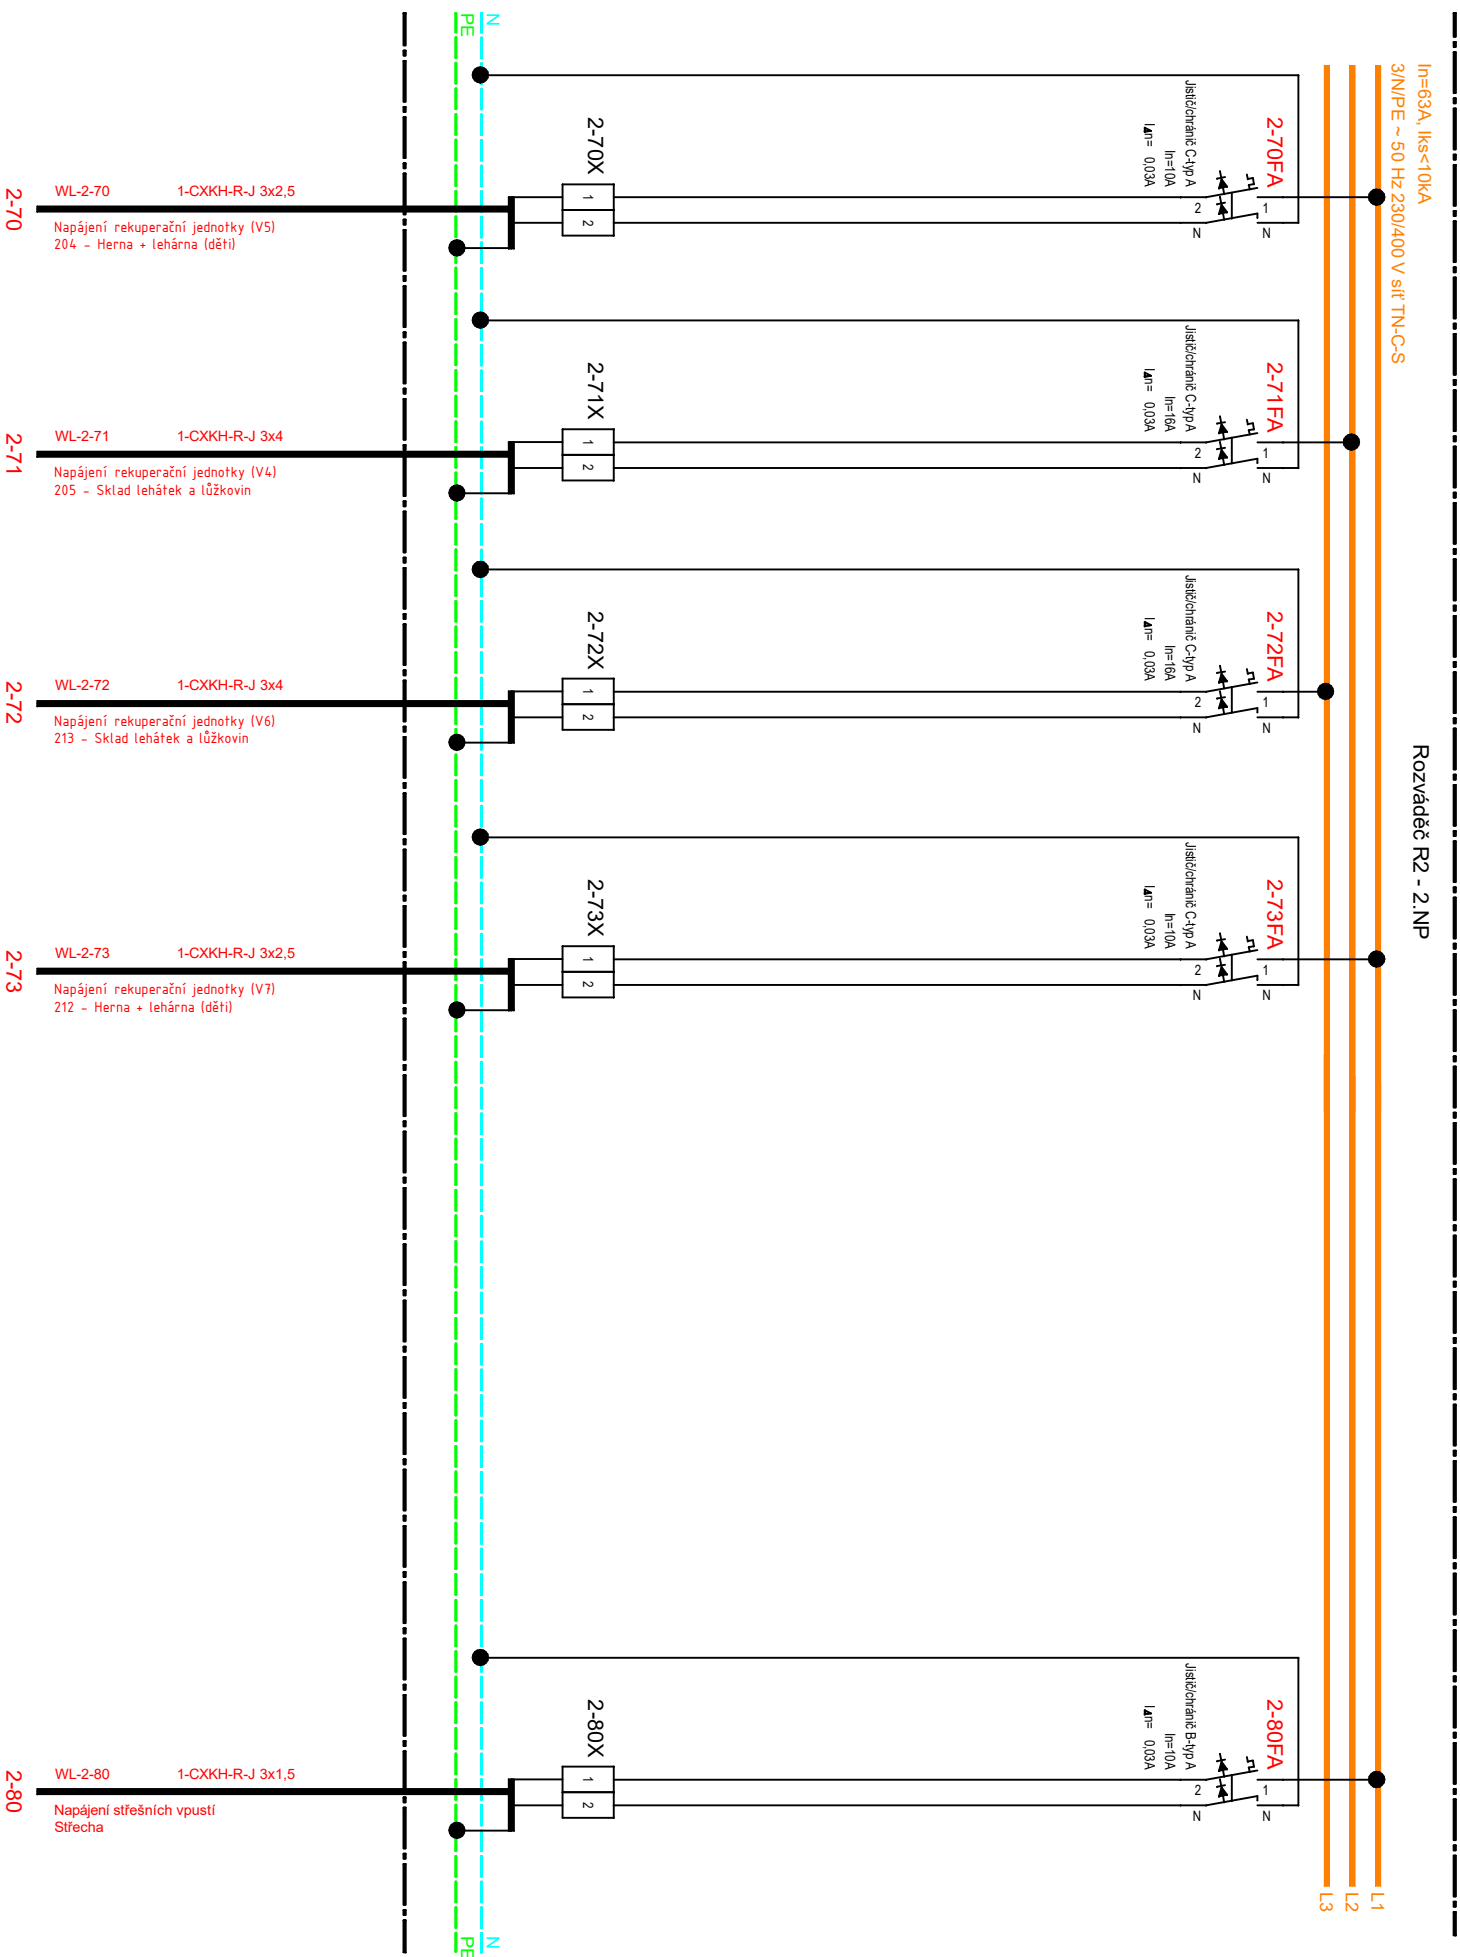 Rozváděč R2 - 2.NP
In=63A, Iks<10kA
3/N/PE ~ 50 Hz 230/400 V síť TN-C-S
L1
L2
L3
2-70FA
Jistič/chránič C-typ A
In=10A
I∆n= 0,03A
1
N
2
N
2-70X
1
2
N
PE
WL-2-70
1-CXKH-R-J 3x2,5
Napájení rekuperační jednotky (V5)
204 - Herna + lehárna (děti)
2-70
2-71FA
Jistič/chránič C-typ A
In=16A
I∆n= 0,03A
1
N
2
N
2-71X
1
2
WL-2-71
1-CXKH-R-J 3x4
Napájení rekuperační jednotky (V4)
205 - Sklad lehátek a lůžkovin
2-71
2-72FA
Jistič/chránič C-typ A
In=16A
I∆n= 0,03A
1
N
2
N
2-72X
1
2
WL-2-72
1-CXKH-R-J 3x4
Napájení rekuperační jednotky (V6)
213 - Sklad lehátek a lůžkovin
2-72
2-73FA
Jistič/chránič C-typ A
In=10A
I∆n= 0,03A
1
N
2
N
2-73X
1
2
WL-2-73
1-CXKH-R-J 3x2,5
Napájení rekuperační jednotky (V7)
212 - Herna + lehárna (děti)
2-73
2-80FA
Jistič/chránič B-typ A
In=10A
I∆n= 0,03A
1
N
2
N
2-80X
1
2
WL-2-80
1-CXKH-R-J 3x1,5
Napájení střešních vpustí
Střecha
2-80
N
PE